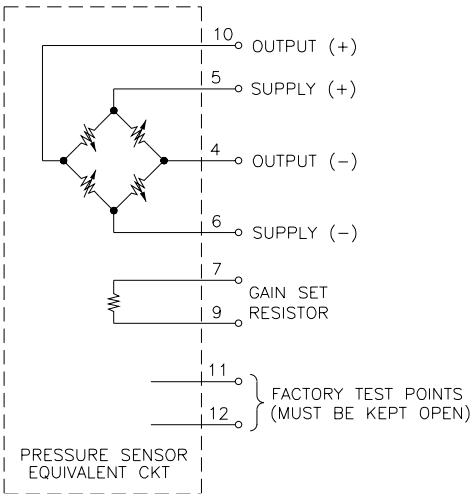 10 OUTPUT (+)
5 SUPPLY (+)
4 OUTPUT (-)
6 SUPPLY (-)
7
GAIN SET
RESISTOR
9
11
FACTORY TEST POINTS
(MUST BE KEPT OPEN)
12
PRESSURE SENSOR
EQUIVALENT CKT